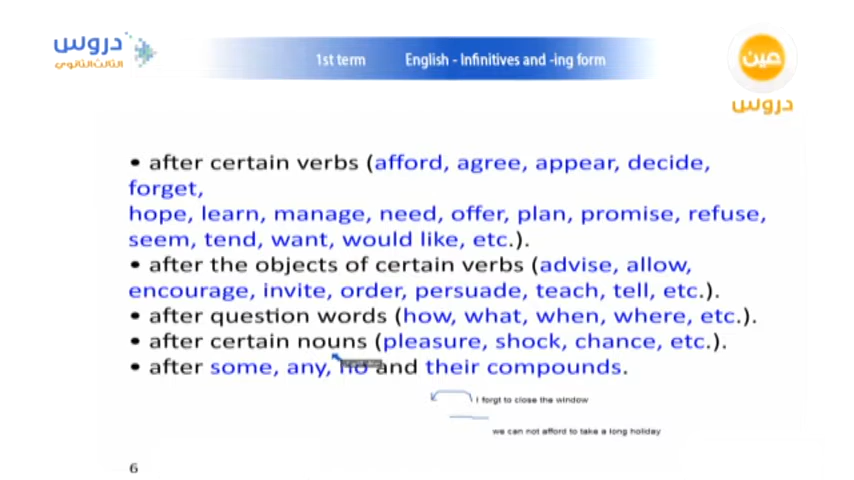 دروس
الثالث الثانوي
1st term English - Infinitives and -ing form
عين
دروس
• after certain verbs (afford, agree, appear, decide,
forget,
hope, learn, manage, need, offer, plan, promise, refuse,
seem, tend, want, would like, etc.).
• after the objects of certain verbs (advise, allow,
encourage, invite, order, persuade, teach, tell, etc.).
• after question words (how, what, when, where, etc.).
• after certain nouns (pleasure, shock, chance, etc.).
• after some, any, no and their compounds.
I forgt to close the window
we can not afford to take a long holiday
6